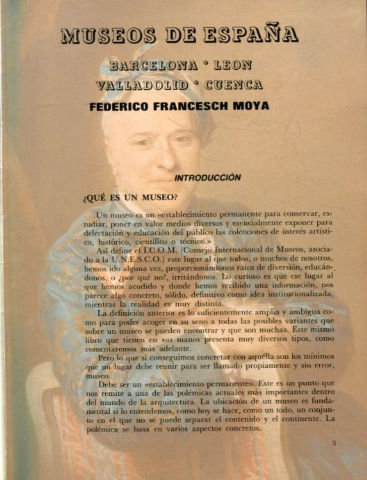 MUSEOS DE ESPAÑA
BARCELONA * LEON
VALLADOLID * CUENCA
FEDERICO FRANCESCH MOYA
INTRODUCCIÓN
¿QUÉ ES UN MUSEO?
Un museo es un «establecimiento permanente para conservar, es-
tudiar, poner en valor medios diversos y esencialmente exponer para
delectación y educación del público las colecciones de interés artísti-
co, histórico, científico o técnico.»
Así define el I.C.O.M. (Consejo Internacional de Museos, asocia-
do a la U.N.E.S.C.O.) este lugar al que todos, o muchos de nosotros,
hemos ido alguna vez, proporcionándonos ratos de diversión, educán-
donos, o ¿por qué no?, irritándonos. Lo curioso es que ese lugar al
que hemos acudido y donde hemos recibido una información, nos
parece algo concreto, sólido, definitivo como idea institucionalizada,
mientras la realidad es muy distinta.
La definición anterior es lo suficientemente amplia y ambigua co-
mo para poder acoger en su seno a todas las posibles variantes que
sobre un museo se pueden encontrar y que son muchas. Este mismo
libro que tienen en sus manos presenta muy diversos tipos, como
comentaremos más adelante.
Pero lo que sí conseguimos concretar con aquélla son los mínimos
que un lugar debe reunir para ser llamado propiamente y sin error,
museo.
Debe ser un «establecimiento permanente». Este es un punto que
nos remite a una de las polémicas actuales más importantes dentro
del mundo de la arquitectura. La ubicación de un museo es funda-
mental si lo entendemos, como hoy se hace, como un todo, un conjun-
to en el que no se puede separar el contenido y el continente. La
polémica se basa en varios aspectos concretos.
5